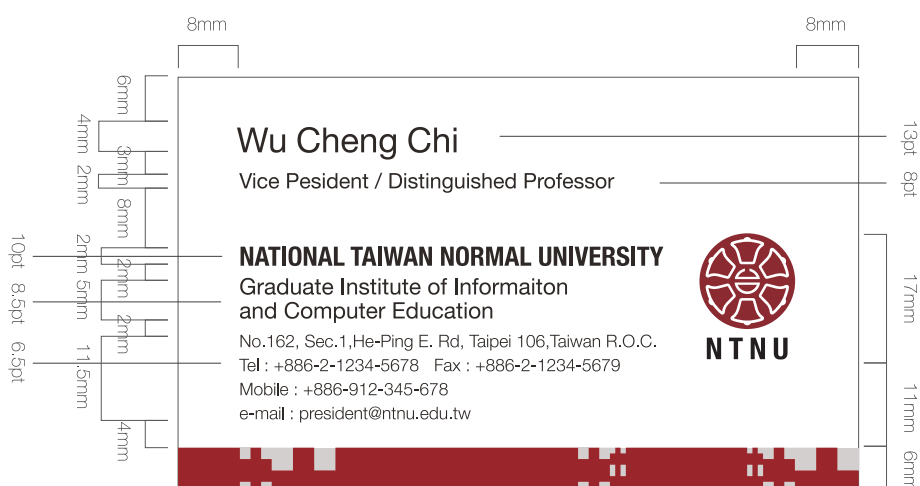 8mm
8mm
6mm
4mm
3mm
2mm
8mm
2mm
2mm
5mm
2mm
11.5mm
4mm
10pt
8.5pt
6.5pt
Wu Cheng Chi
Vice Pesident / Distinguished Professor
NATIONAL TAIWAN NORMAL UNIVERSITY
Graduate Institute of Informaiton
and Computer Education
No.162, Sec.1,He-Ping E. Rd, Taipei 106,Taiwan R.O.C.
Tel : +886-2-1234-5678 Fax : +886-2-1234-5679
Mobile : +886-912-345-678
e-mail : president@ntnu.edu.tw
NTNU
13pt
8pt
17mm
11mm
6mm